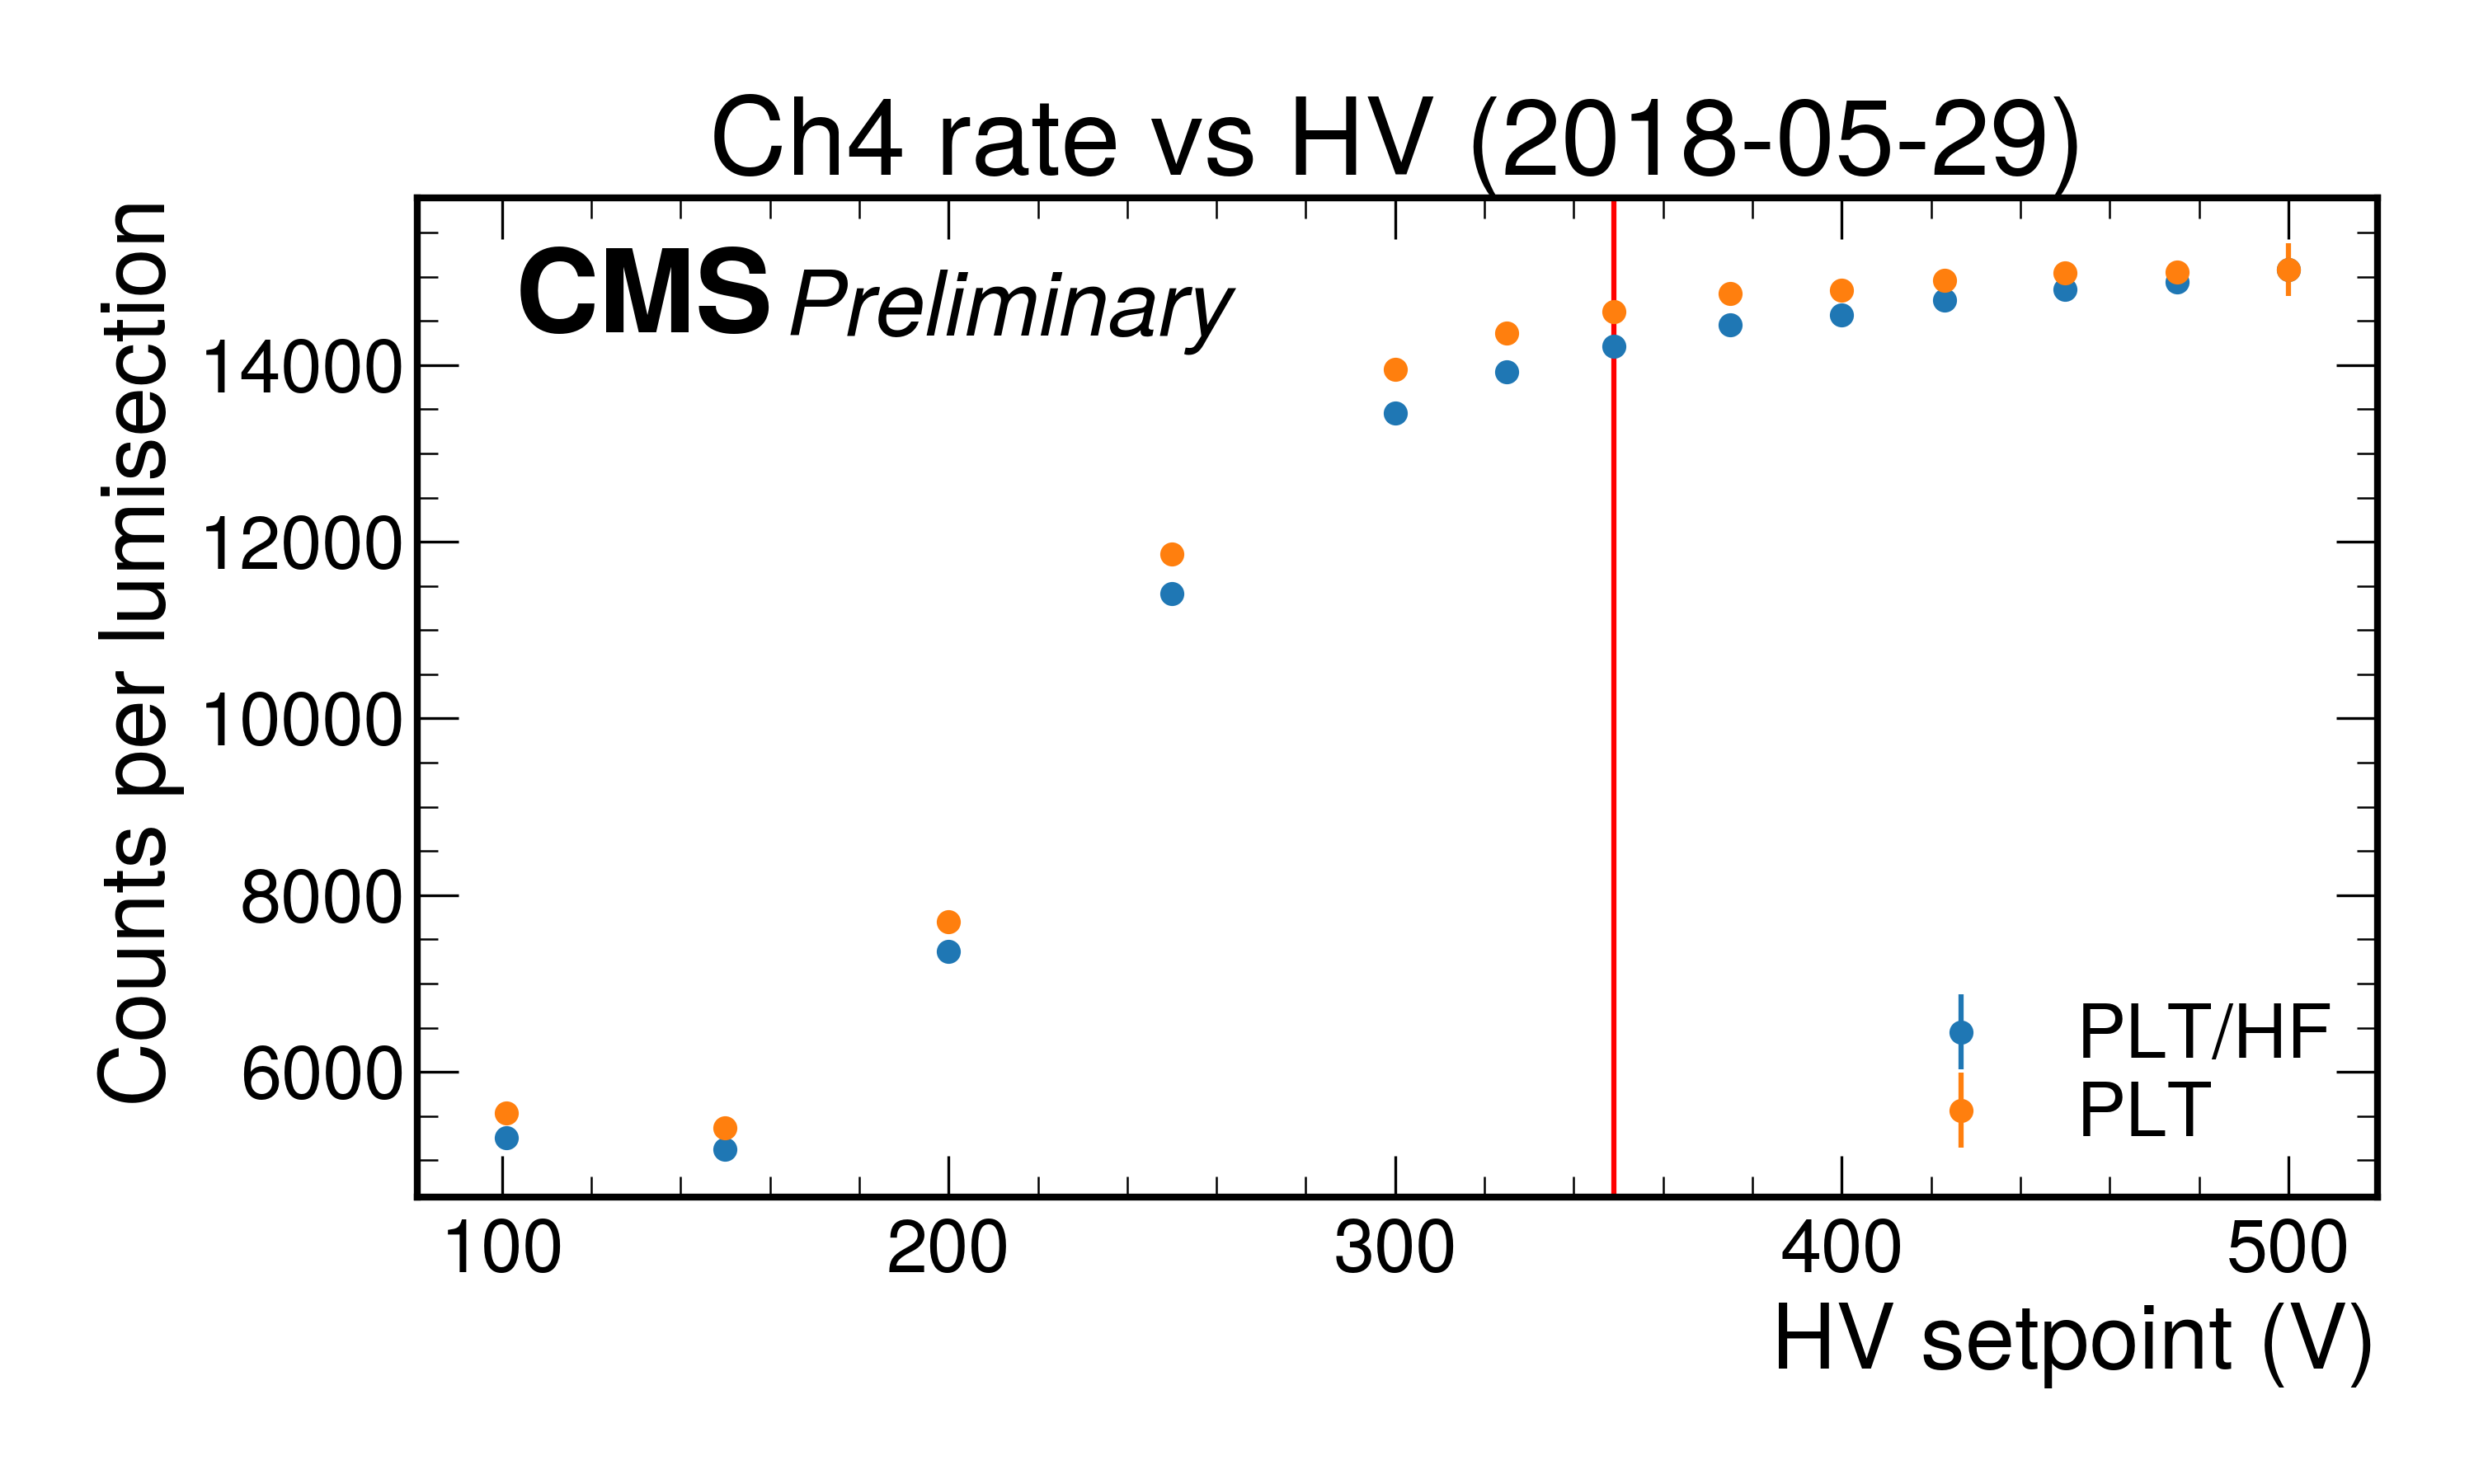 Ch4 rate vs HV (2018-05-29)
CMS Preliminary
Counts per lumisection
14000
12000
10000
8000
6000
PLT/HF
PLT
100 200 300 400 500
HV setpoint (V)